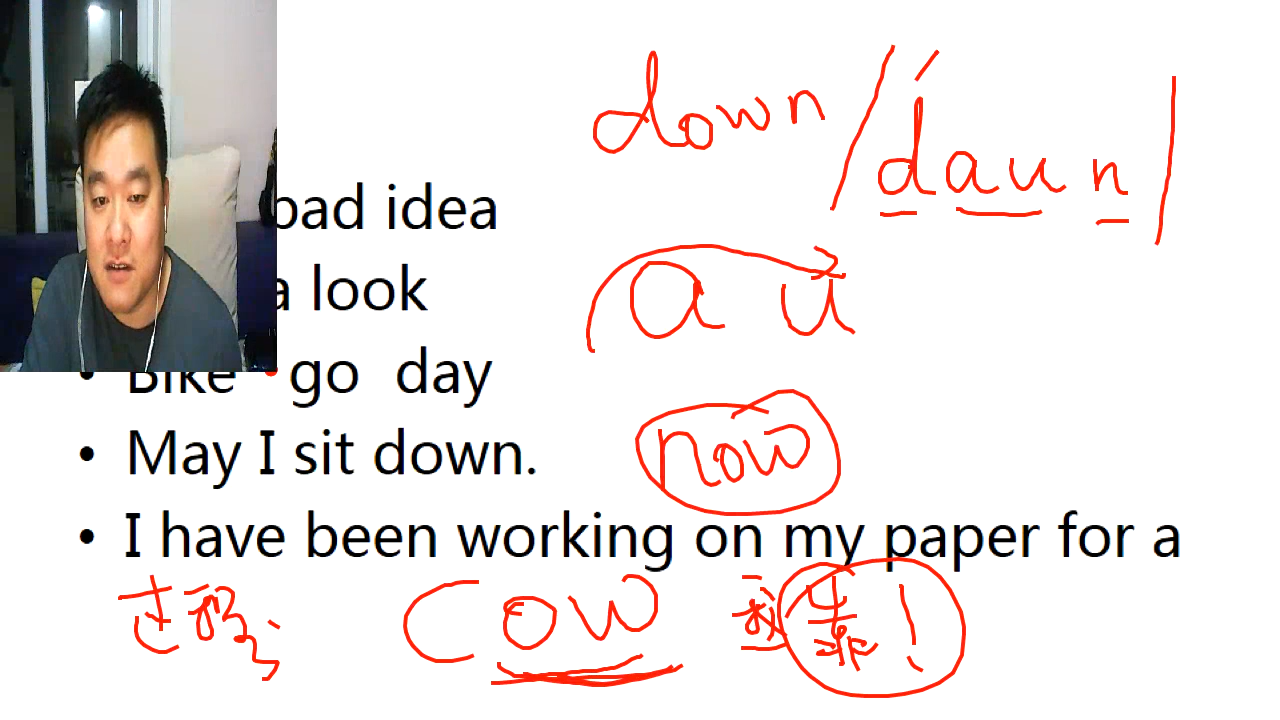 down /daun/
bad idea
a look
au
Bike go day
May I sit down.
now
I have been working on my paper for a
cow